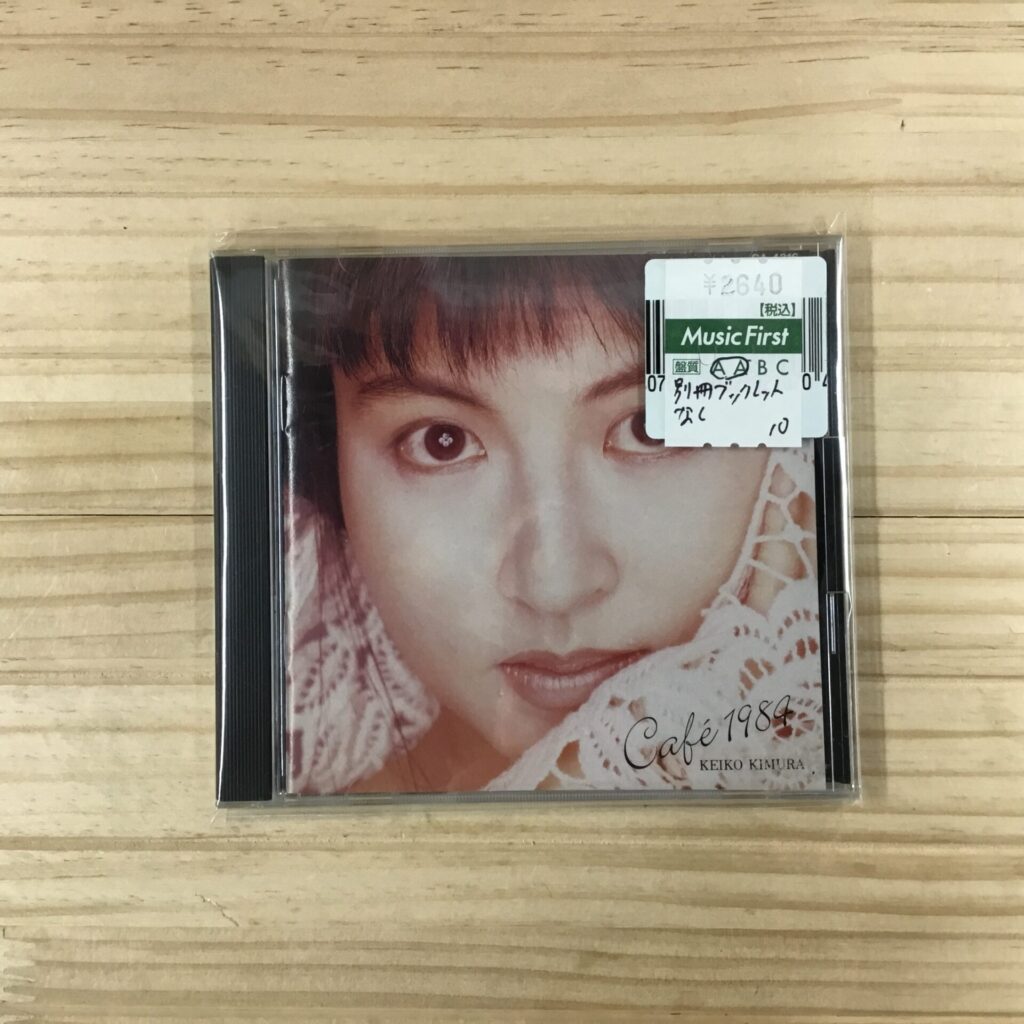 ¥2640
【税込】
Music First
盤質 A A B C
07 04
別冊ブックレット
なし 10
Café 1984
KEIKO KIMURA